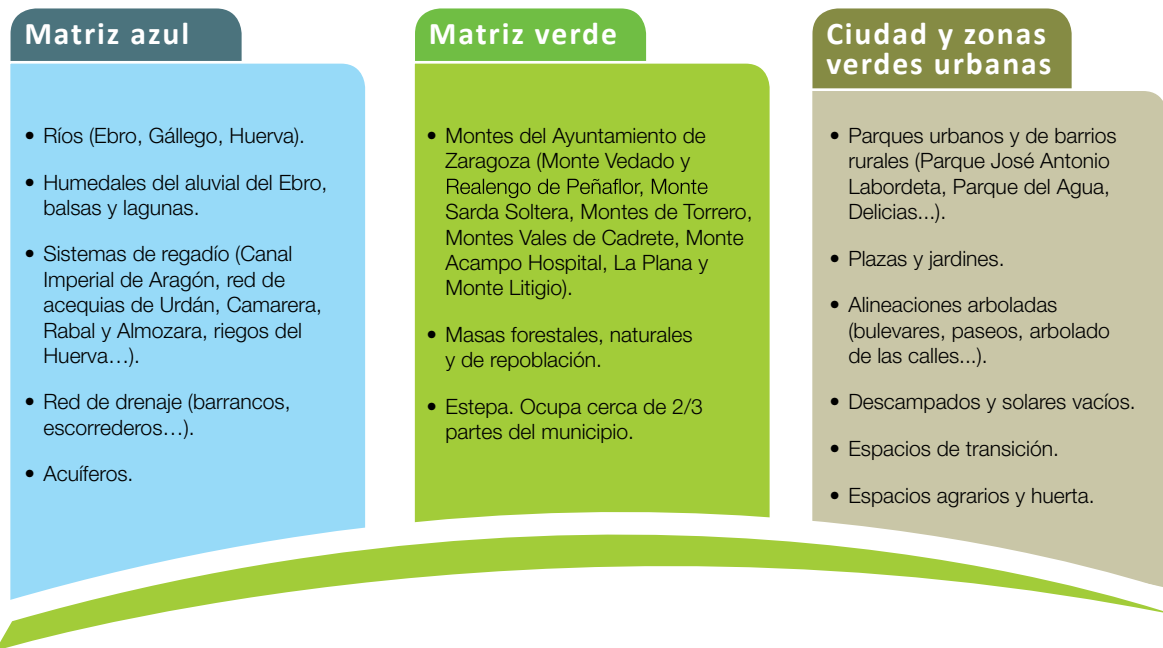 Matriz azul
• Ríos (Ebro, Gállego, Huerva).
• Humedales del aluvial del Ebro,
balsas y lagunas.
• Sistemas de regadío (Canal
Imperial de Aragón, red de
acequias de Urdán, Camarera,
Rabal y Almozara, riegos del
Huerva…).
• Red de drenaje (barrancos,
escorrederos…).
• Acuíferos.
Matriz verde
• Montes del Ayuntamiento de
Zaragoza (Monte Vedado y
Realengo de Peñaflor, Monte
Sarda Soltera, Montes de Torrero,
Montes Vales de Cadrete, Monte
Acampo Hospital, La Plana y
Monte Litigio).
• Masas forestales, naturales
y de repoblación.
• Estepa. Ocupa cerca de 2/3
partes del municipio.
Ciudad y zonas
verdes urbanas
• Parques urbanos y de barrios
rurales (Parque José Antonio
Labordeta, Parque del Agua,
Delicias...).
• Plazas y jardines.
• Alineaciones arboladas
(bulevares, paseos, arbolado
de las calles...).
• Descampados y solares vacíos.
• Espacios de transición.
• Espacios agrarios y huerta.